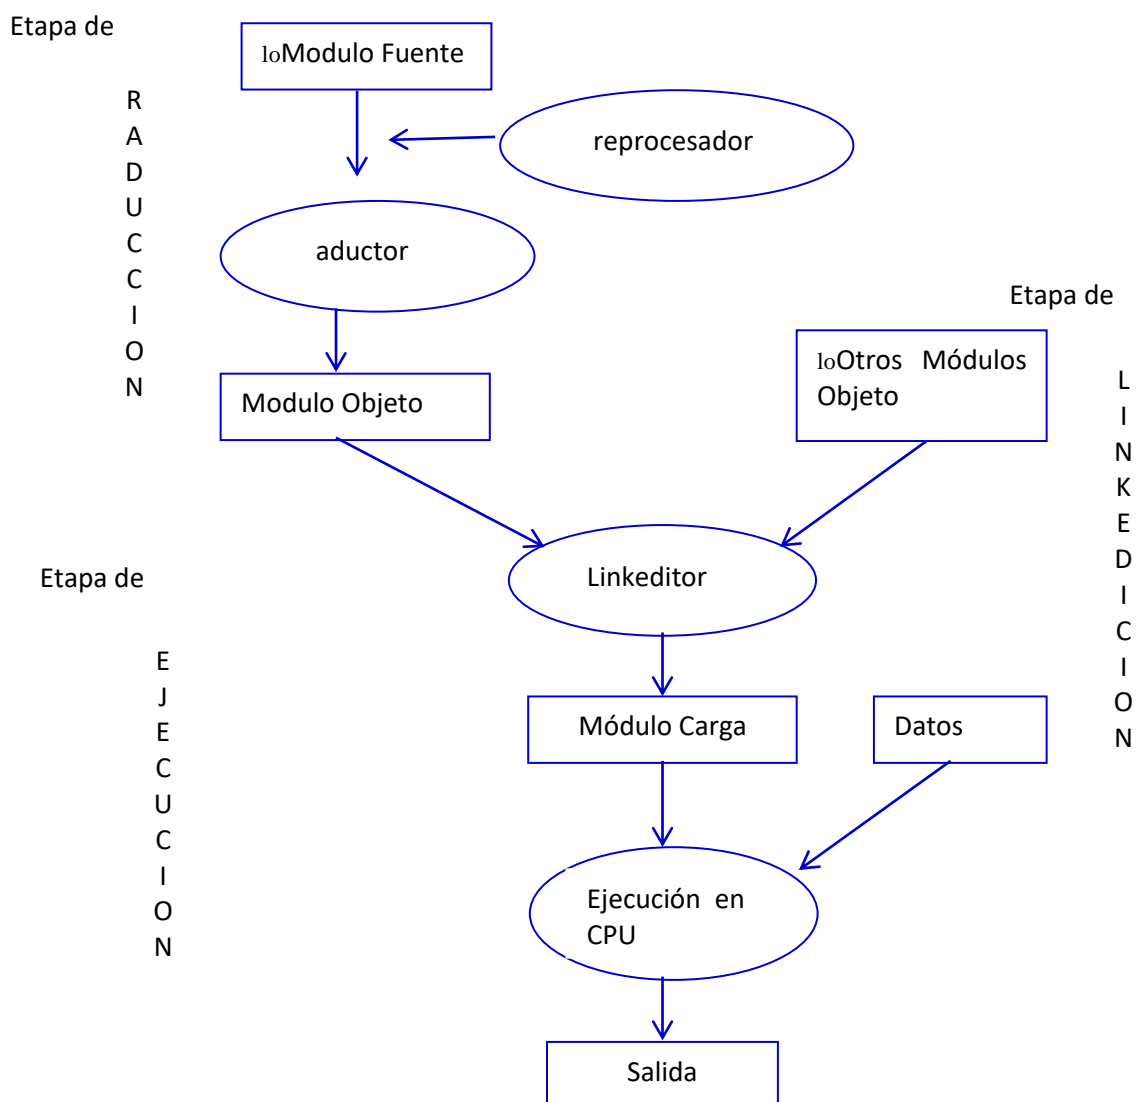 Etapa de
loModulo Fuente
R
A
D
U
C
C
I
O
N
reprocesador
aductor
Modulo Objeto
Etapa de
loOtros Módulos
Objeto
L
I
N
K
E
D
I
C
I
O
N
Linkeditor
Etapa de
E
J
E
C
U
C
I
O
N
Módulo Carga
Datos
Ejecución en
CPU
Salida